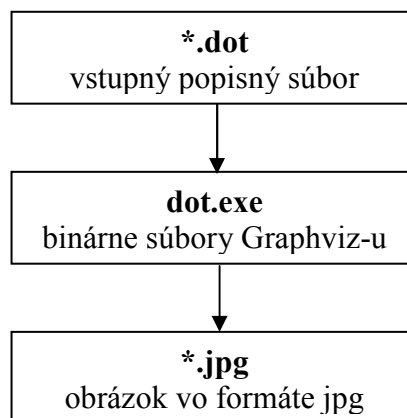 *.dot
vstupný popisný súbor
dot.exe
binárne súbory Graphviz-u
*.jpg
obrázok vo formáte jpg